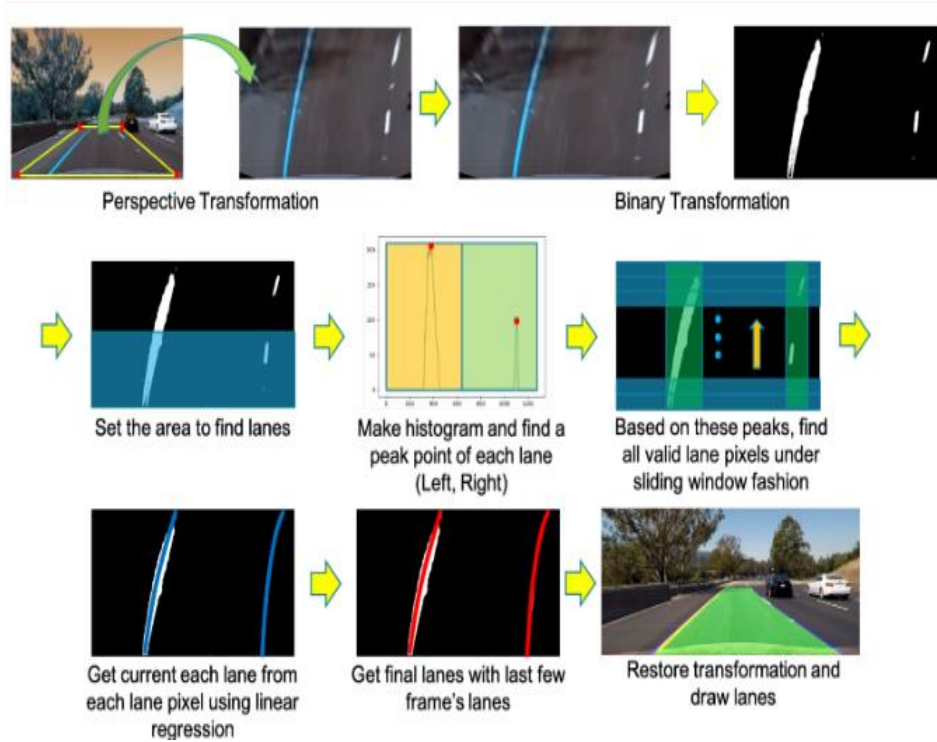 Perspective Transformation
Binary Transformation
Set the area to find lanes
Make histogram and find a
peak point of each lane
(Left, Right)
Based on these peaks, find
all valid lane pixels under
sliding window fashion
Get current each lane from
each lane pixel using linear
regression
Get final lanes with last few
frame's lanes
Restore transformation and
draw lanes